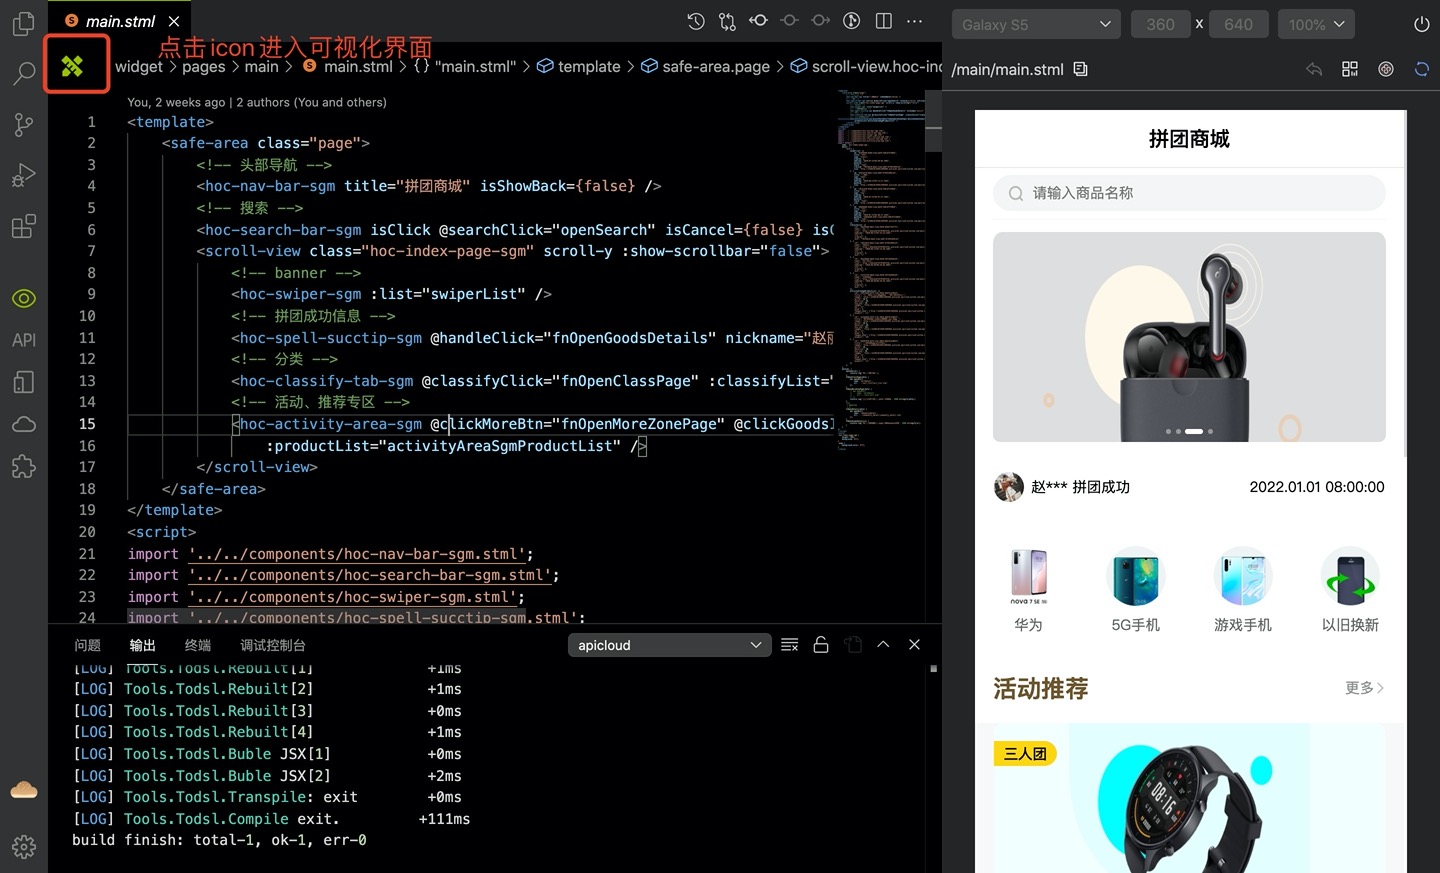 main.stml
点击icon进入可视化界面
Galaxy S5 360 x 640 100%
widget > pages > main > main.stml > {} "main.stml" > template > safe-area.page > scroll-view.hoc-ind
/main/main.stml
You, 2 weeks ago | 2 authors (You and others)
1 <template>
2 <safe-area class="page">
3 <!-- 头部导航 -->
4 <hoc-nav-bar-sgm title="拼团商城" isShowBack={false} />
5 <!-- 搜索 -->
6 <hoc-search-bar-sgm isClick @searchClick="openSearch" isCancel={false} isC
7 <scroll-view class="hoc-index-page-sgm" scroll-y :show-scrollbar="false">
8 <!-- banner -->
9 <hoc-swiper-sgm :list="swiperList" />
10 <!-- 拼团成功信息 -->
11 <hoc-spell-succtip-sgm @handleClick="fnOpenGoodsDetails" nickname="赵丽
12 <!-- 分类 -->
13 <hoc-classify-tab-sgm @classifyClick="fnOpenClassPage" :classifyList="
14 <!-- 活动、推荐专区 -->
15 <hoc-activity-area-sgm @clickMoreBtn="fnOpenMoreZonePage" @clickGoodsI
16 :productList="activityAreaSgmProductList" />
17 </scroll-view>
18 </safe-area>
19 </template>
20 <script>
21 import '../../components/hoc-nav-bar-sgm.stml';
22 import '../../components/hoc-search-bar-sgm.stml';
23 import '../../components/hoc-swiper-sgm.stml';
24 import '../../components/hoc-spell-succtip-sgm.stml';
API
问题 输出 终端 调试控制台 apicloud
[LOG] Tools.Todsl.Rebuilt[1] +1ms
[LOG] Tools.Todsl.Rebuilt[2] +1ms
[LOG] Tools.Todsl.Rebuilt[3] +0ms
[LOG] Tools.Todsl.Rebuilt[4] +1ms
[LOG] Tools.Todsl.Buble JSX[1] +0ms
[LOG] Tools.Todsl.Buble JSX[2] +2ms
[LOG] Tools.Todsl.Transpile: exit +0ms
[LOG] Tools.Todsl.Compile exit. +111ms
build finish: total-1, ok-1, err-0
拼团商城
请输入商品名称
赵*** 拼团成功 2022.01.01 08:00:00
nova 7 SE 5G
华为 5G手机 游戏手机 以旧换新
活动推荐 更多
三人团
08:16